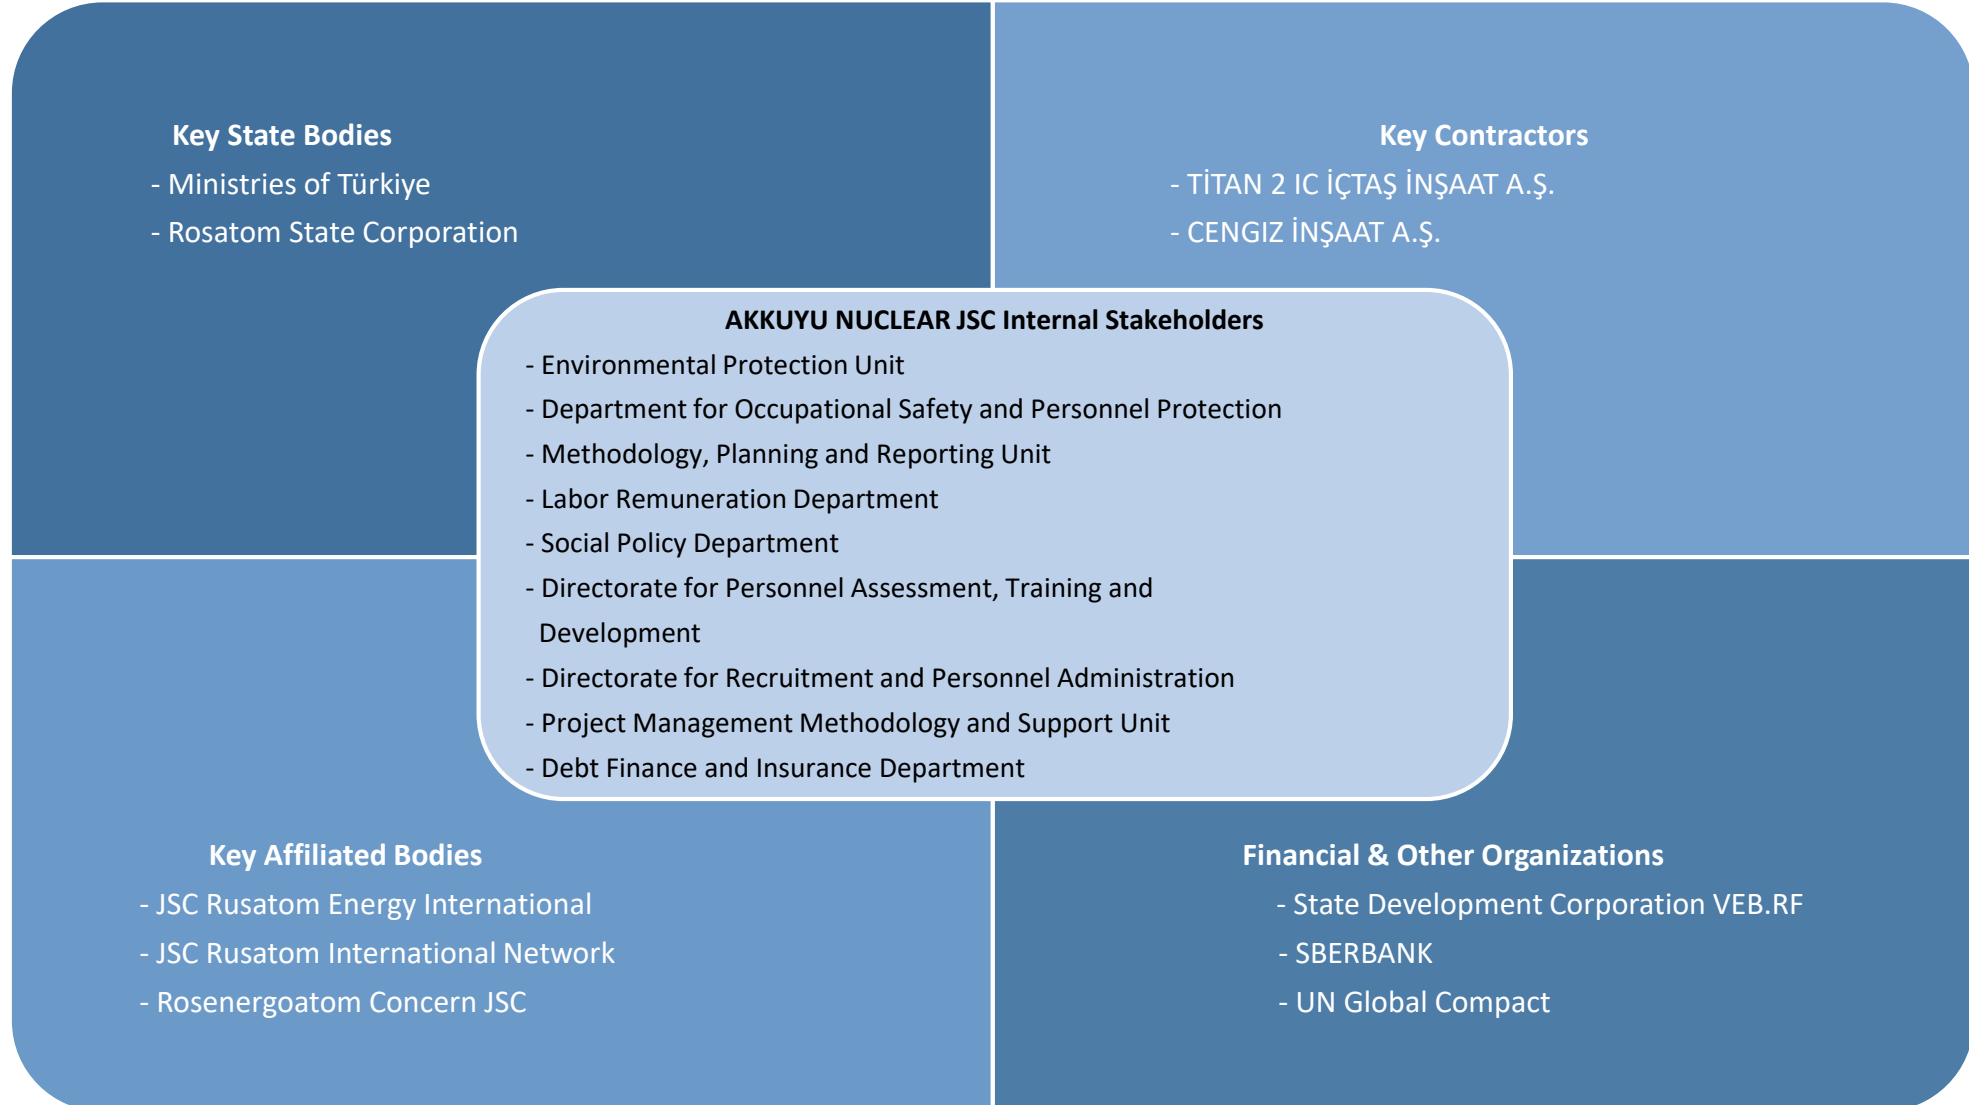 Key State Bodies
- Ministries of Türkiye
- Rosatom State Corporation
Key Contractors
- TİTAN 2 IC İÇTAŞ İNŞAAT A.Ş.
- CENGIZ İNŞAAT A.Ş.
AKKUYU NUCLEAR JSC Internal Stakeholders
- Environmental Protection Unit
- Department for Occupational Safety and Personnel Protection
- Methodology, Planning and Reporting Unit
- Labor Remuneration Department
- Social Policy Department
- Directorate for Personnel Assessment, Training and
Development
- Directorate for Recruitment and Personnel Administration
- Project Management Methodology and Support Unit
- Debt Finance and Insurance Department
Key Affiliated Bodies
- JSC Rusatom Energy International
- JSC Rusatom International Network
- Rosenergoatom Concern JSC
Financial & Other Organizations
- State Development Corporation VEB.RF
- SBERBANK
- UN Global Compact